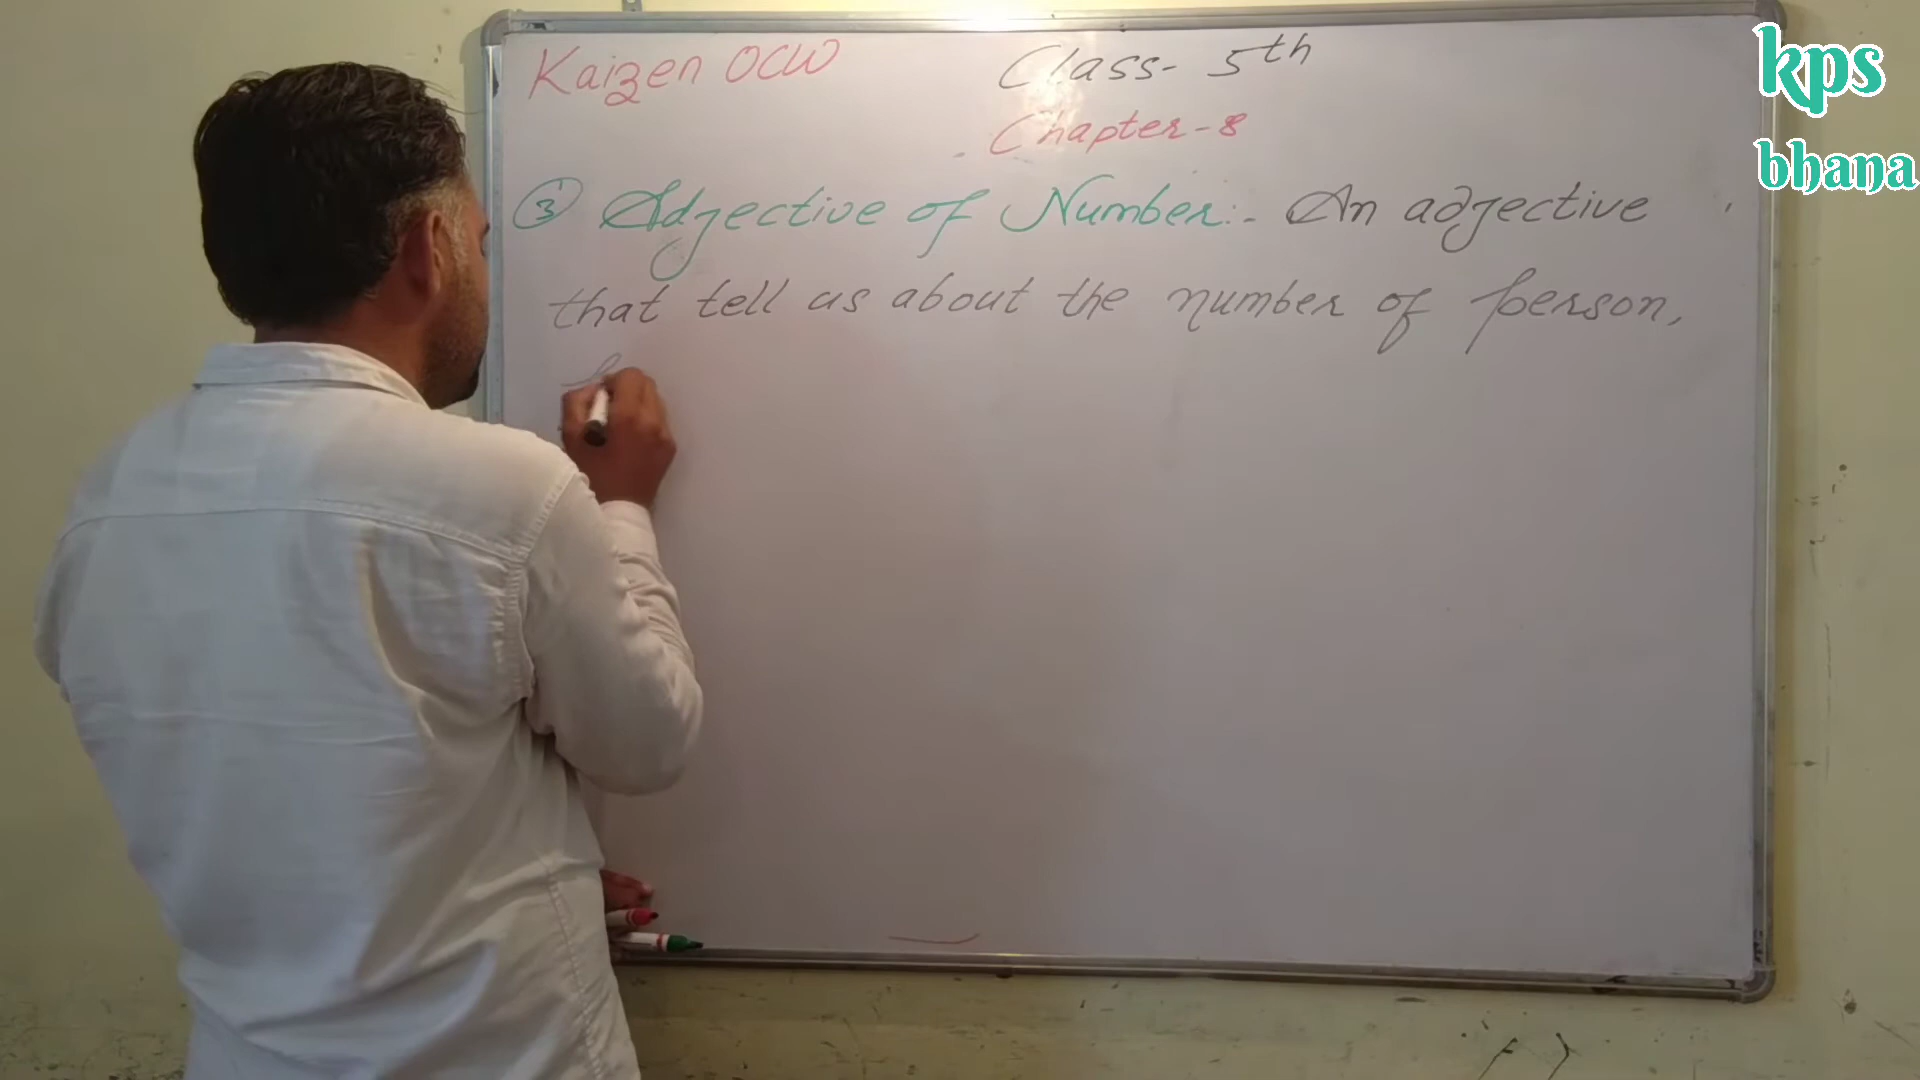 Kaizen OCW
Class- 5th
Chapter-8
③ Adjective of Number:- An adjective
that tell us about the number of person,
kps
bhana